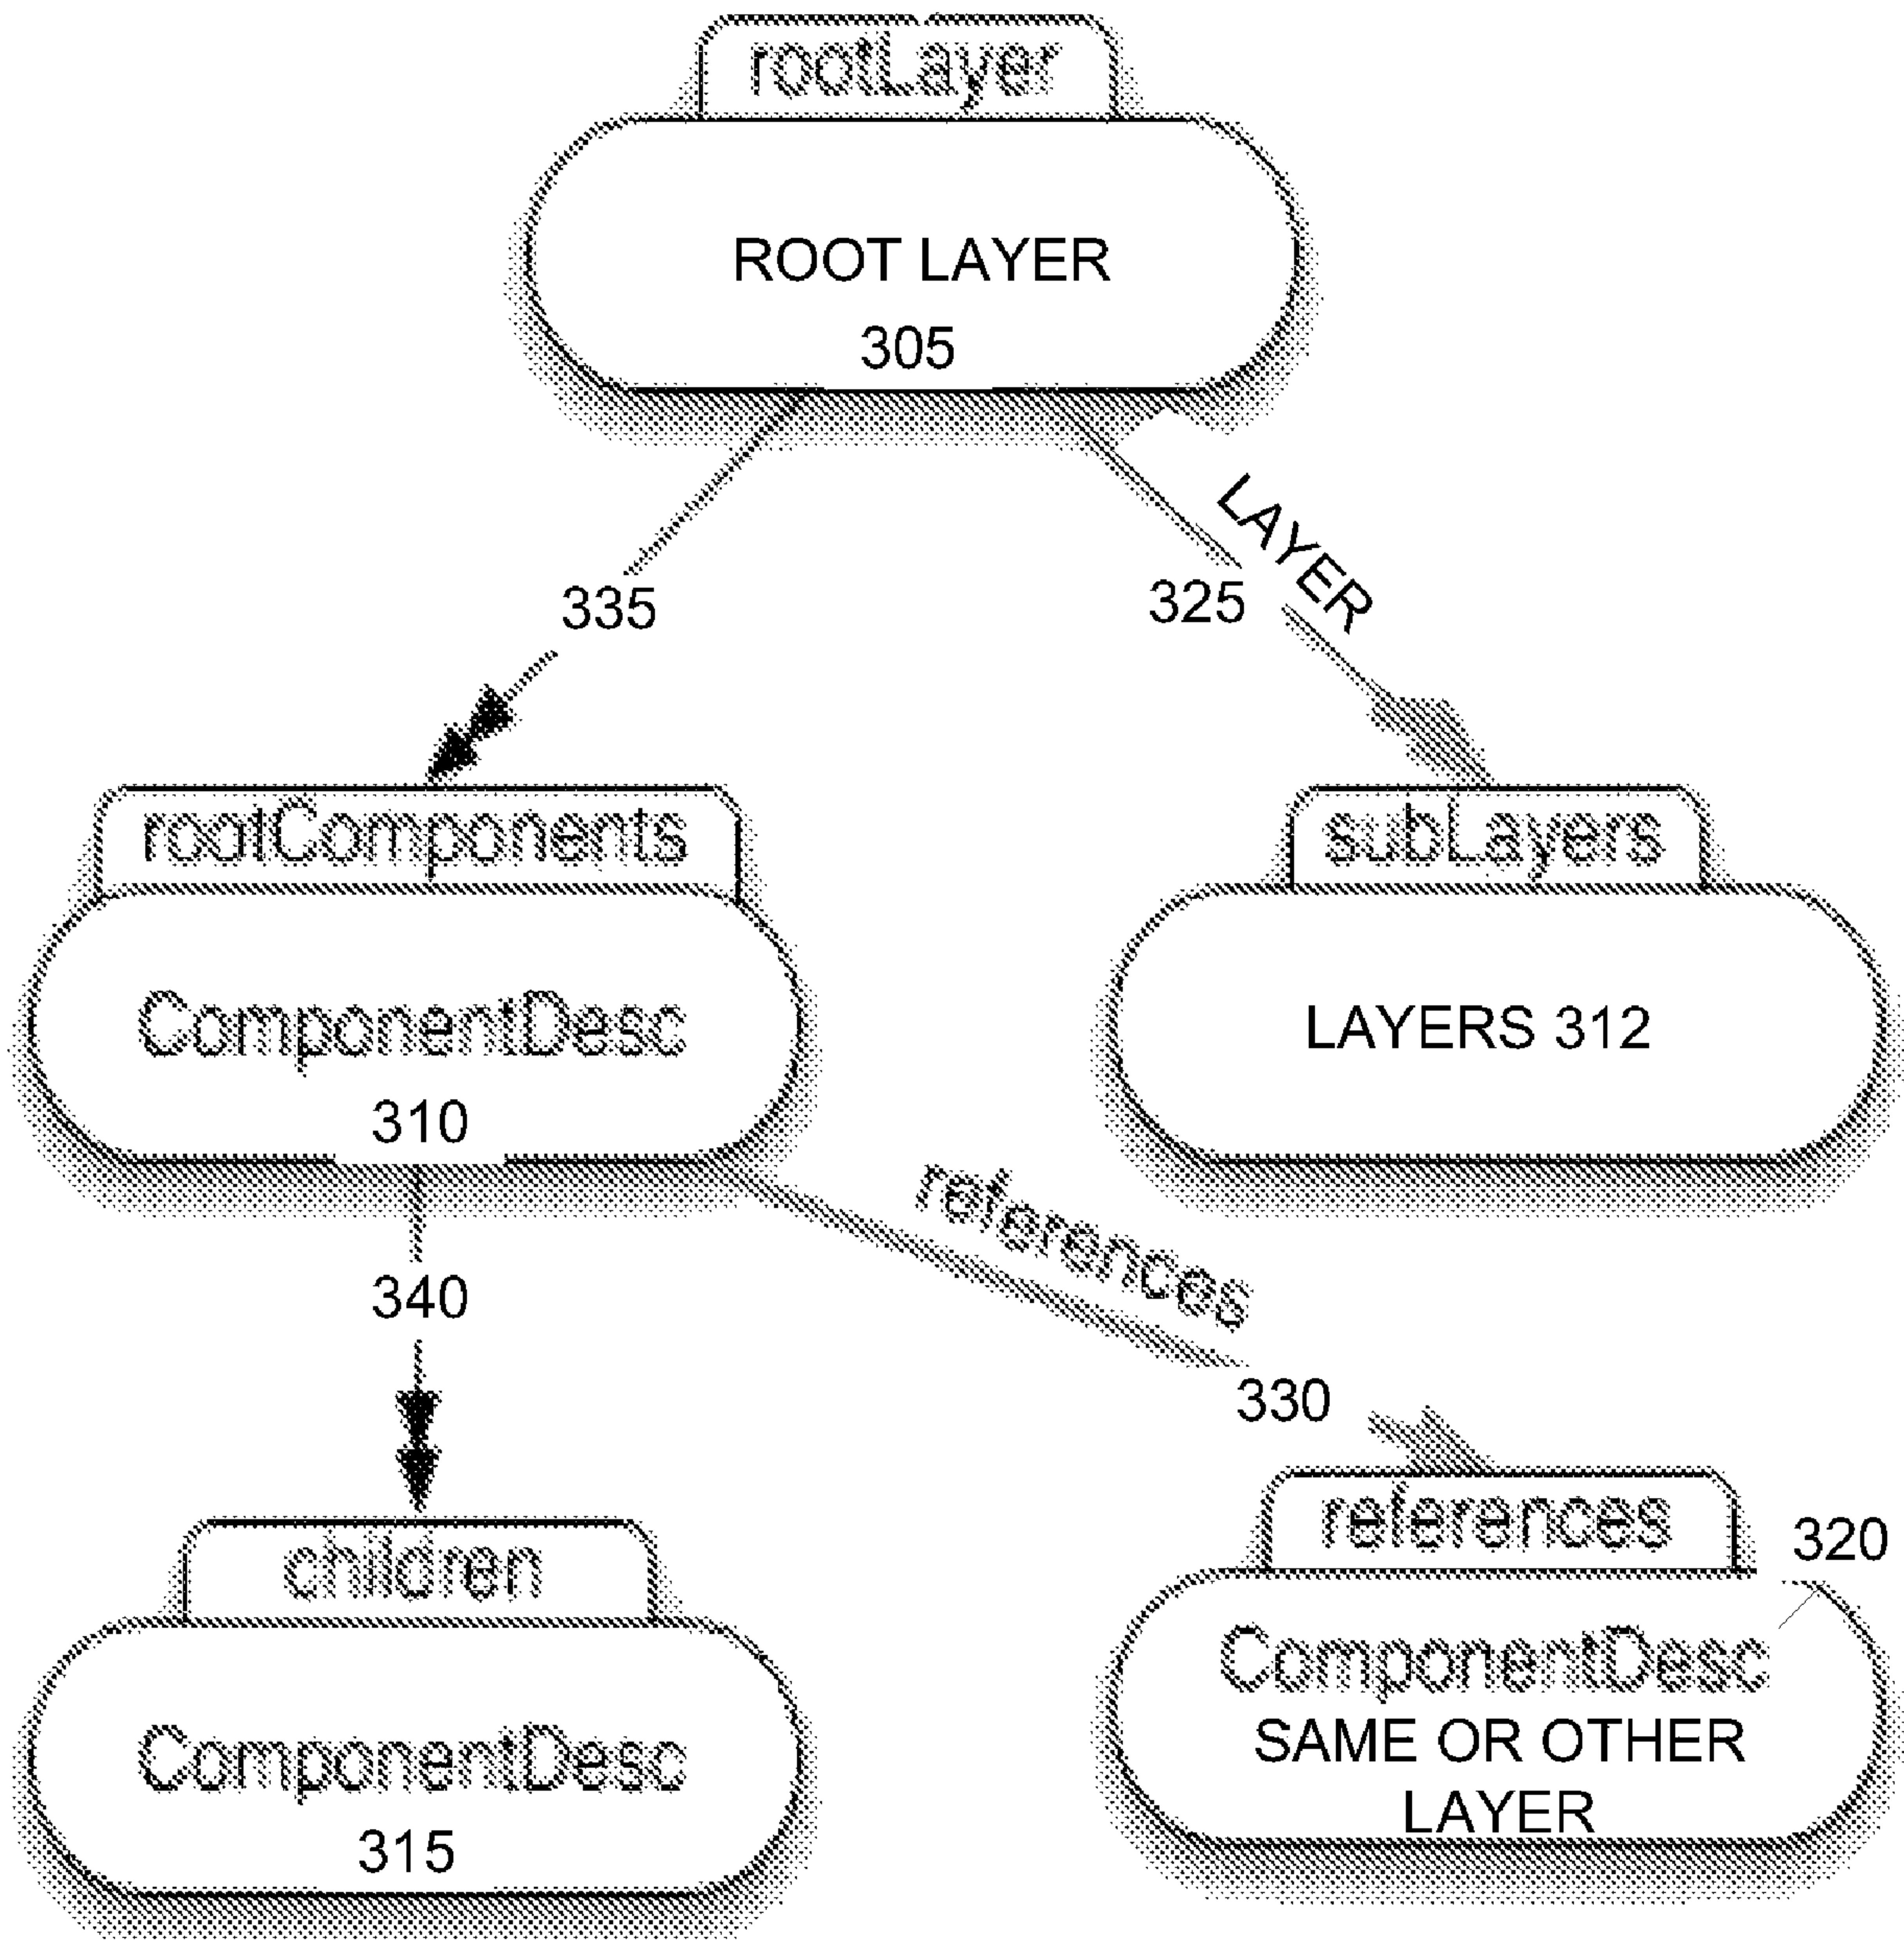 rootLayer
ROOT LAYER
305
LAYER
335
325
rootComponents
subLayers
ComponentDesc
310
LAYERS 312
references
340
330
references
320
children
ComponentDesc
SAME OR OTHER
LAYER
ComponentDesc
315